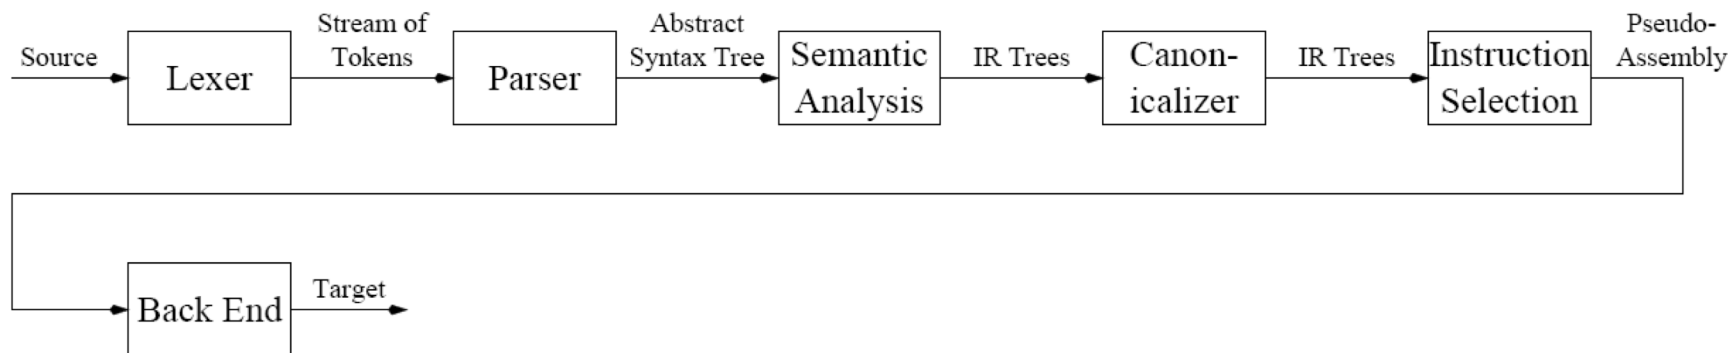 Source
Lexer
Stream of
Tokens
Parser
Abstract
Syntax Tree
Semantic
Analysis
IR Trees
Canon-
icalizer
IR Trees
Instruction
Selection
Pseudo-
Assembly
Back End
Target